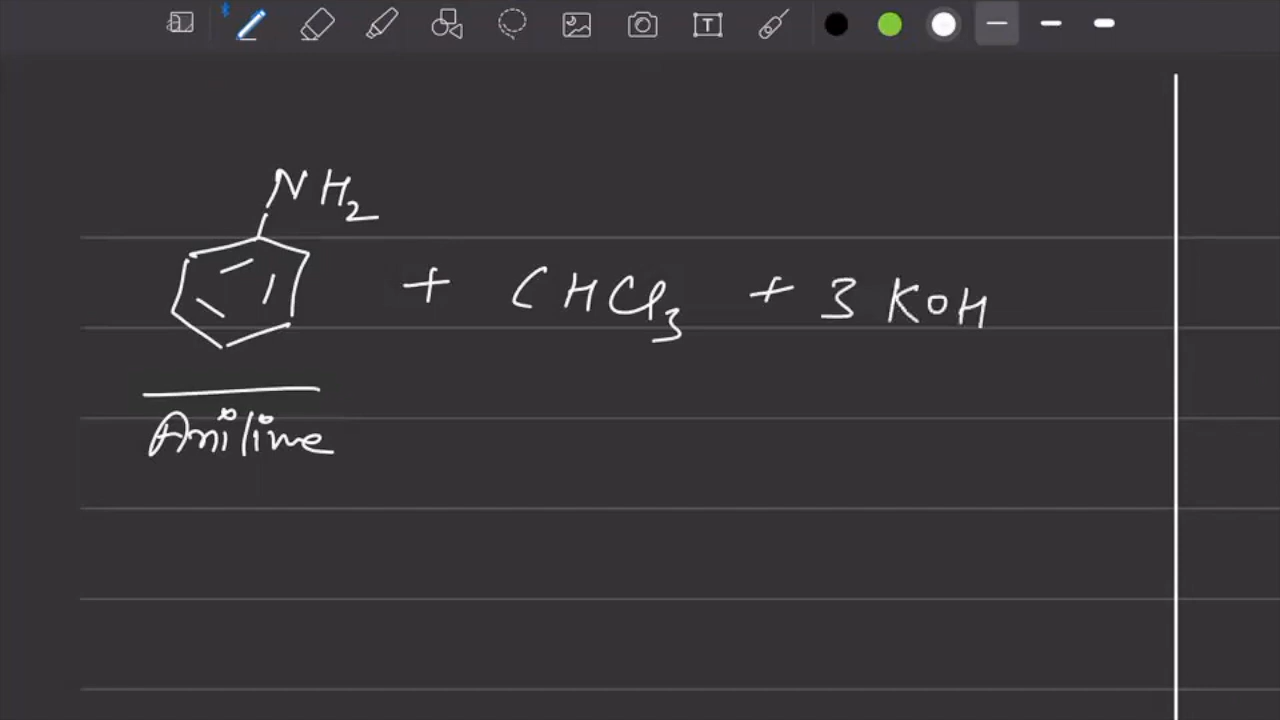 NH2
+ CHCl3 + 3 KOH
Aniline